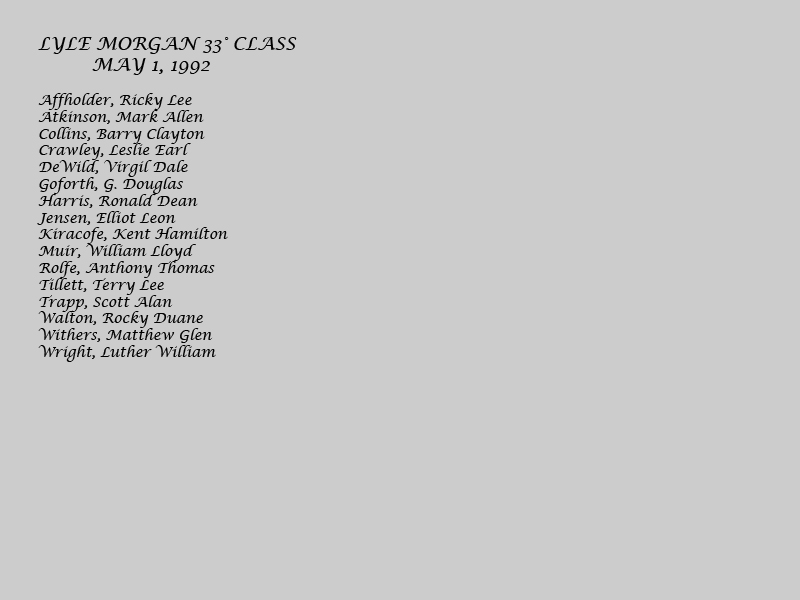 LYLE MORGAN 33° CLASS
MAY 1, 1992
Affholder, Ricky Lee
Atkinson, Mark Allen
Collins, Barry Clayton
Crawley, Leslie Earl
DeWild, Virgil Dale
Goforth, G. Douglas
Harris, Ronald Dean
Jensen, Elliot Leon
Kiracofe, Kent Hamilton
Muir, William Lloyd
Rolfe, Anthony Thomas
Tillett, Terry Lee
Trapp, Scott Alan
Walton, Rocky Duane
Withers, Matthew Glen
Wright, Luther William